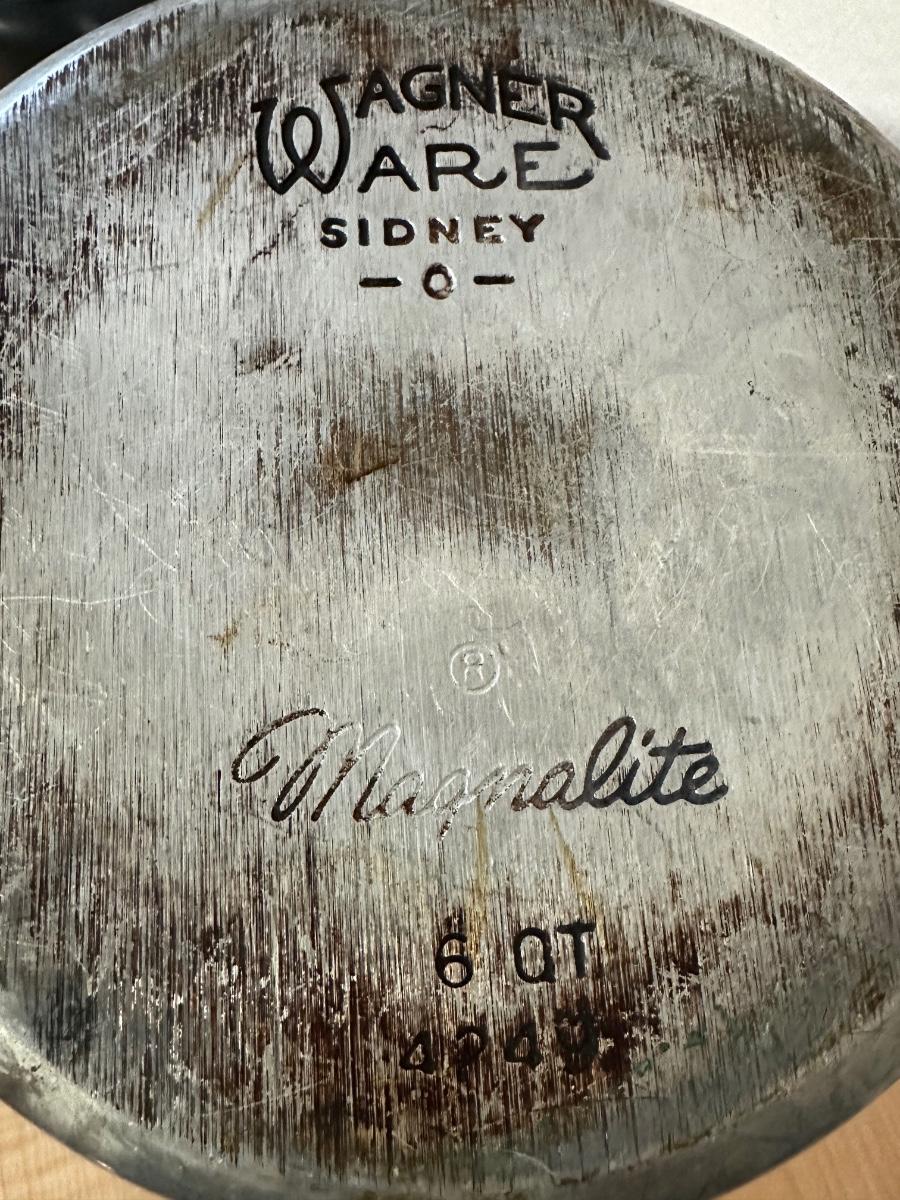 WAGNER
WARE
SIDNEY
-O-
®
Magnalite
6 QT